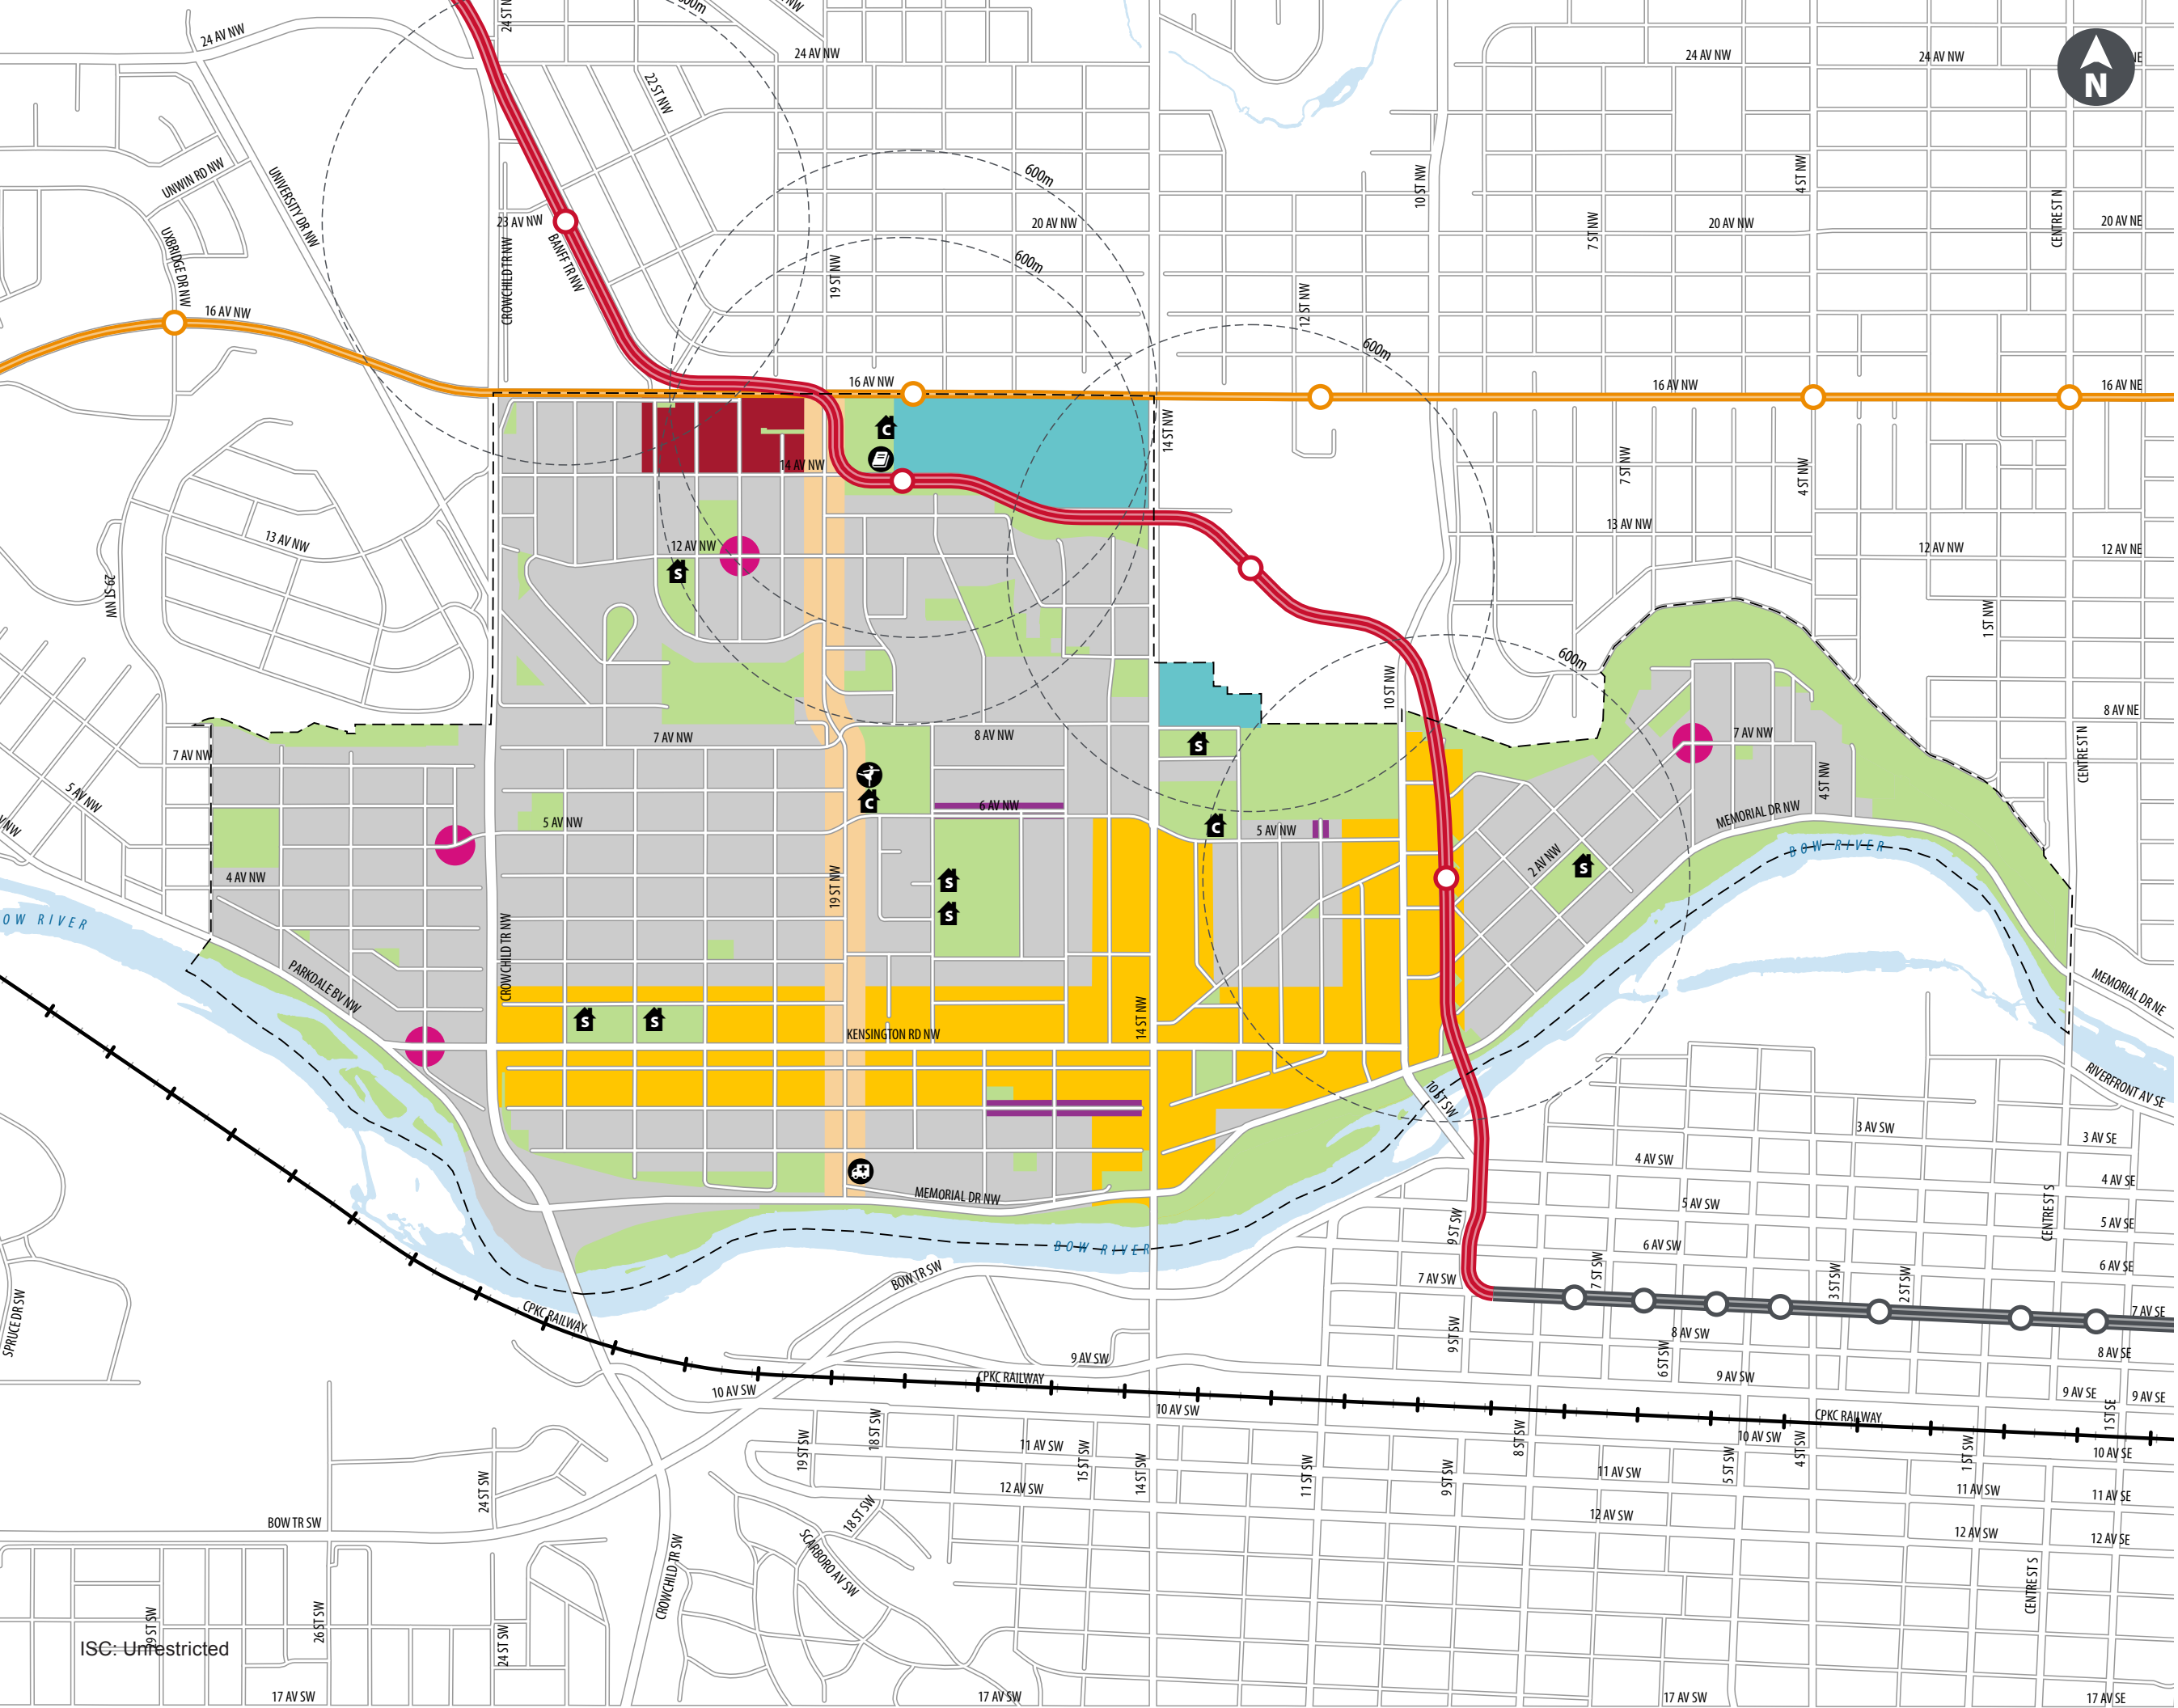 24 ST N
600m
NW
24 AV NW
24 AV NW
24 AV NW
24 AV NW
NE
N
22 ST NW
UNWIN RD NW
UNIVERSITY DR NW
600m
10 ST NW
4 ST NW
23 AV NW
20 AV NW
7 ST NW
20 AV NW
CENTRE ST N
20 AV NE
UXBRIDGE DR NW
CROWCHILD TR NW
BANFF TR NW
19 ST NW
600m
16 AV NW
12 ST NW
600m
16 AV NW
16 AV NW
16 AV NE
14 ST NW
14 AV NW
C
7 ST NW
4 ST NW
13 AV NW
12 AV NW
S
13 AV NW
12 AV NW
12 AV NE
29 ST NW
1 ST NW
600m
10 ST NW
7 AV NW
7 AV NW
8 AV NW
S
7 AV NW
8 AV NE
CENTRE ST N
5 AV NW
V NW
C
6 AV NW
5 AV NW
C
5 AV NW
MEMORIAL DR NW
4 ST NW
BOW RIVER
4 AV NW
19 ST NW
S
S
2 AV NW
S
OW RIVER
CROWCHILD TR NW
PARKDALE BV NW
S
S
KENSINGTON RD NW
14 ST NW
MEMORIAL DR NE
RIVERFRONT AV SE
10 ST SW
3 AV SW
3 AV SE
4 AV SW
4 AV SE
MEMORIAL DR NW
5 AV SW
5 AV SE
9 ST SW
CENTRE ST S
BOW RIVER
6 AV SW
6 AV SE
BOW TR SW
7 AV SW
7 ST SW
3 ST SW
2 ST SW
7 AV SE
SPRUCE DR SW
CPKC RAILWAY
9 ST SW
8 AV SW
8 AV SE
9 AV SW
6 ST SW
CPKC RAILWAY
10 AV SW
9 AV SW
9 AV SE
9 AV SE
10 AV SW
CPKC RAILWAY
1 ST SE
19 ST SW
18 ST SW
11 AV SW
15 ST SW
14 ST SW
11 ST SW
9 ST SW
8 ST SW
10 AV SW
4 ST SW
1 ST SW
10 AV SE
24 ST SW
12 AV SW
11 AV SW
5 ST SW
11 AV SW
11 AV SE
BOW TR SW
18 ST SW
12 AV SW
12 AV SW
12 AV SE
CROWCHILD TR SW
SCARBORO AV SW
CENTRE ST S
29 ST SW
26 ST SW
24 ST SW
ISC: Unrestricted
17 AV SW
17 AV SW
17 AV SW
17 AV SE